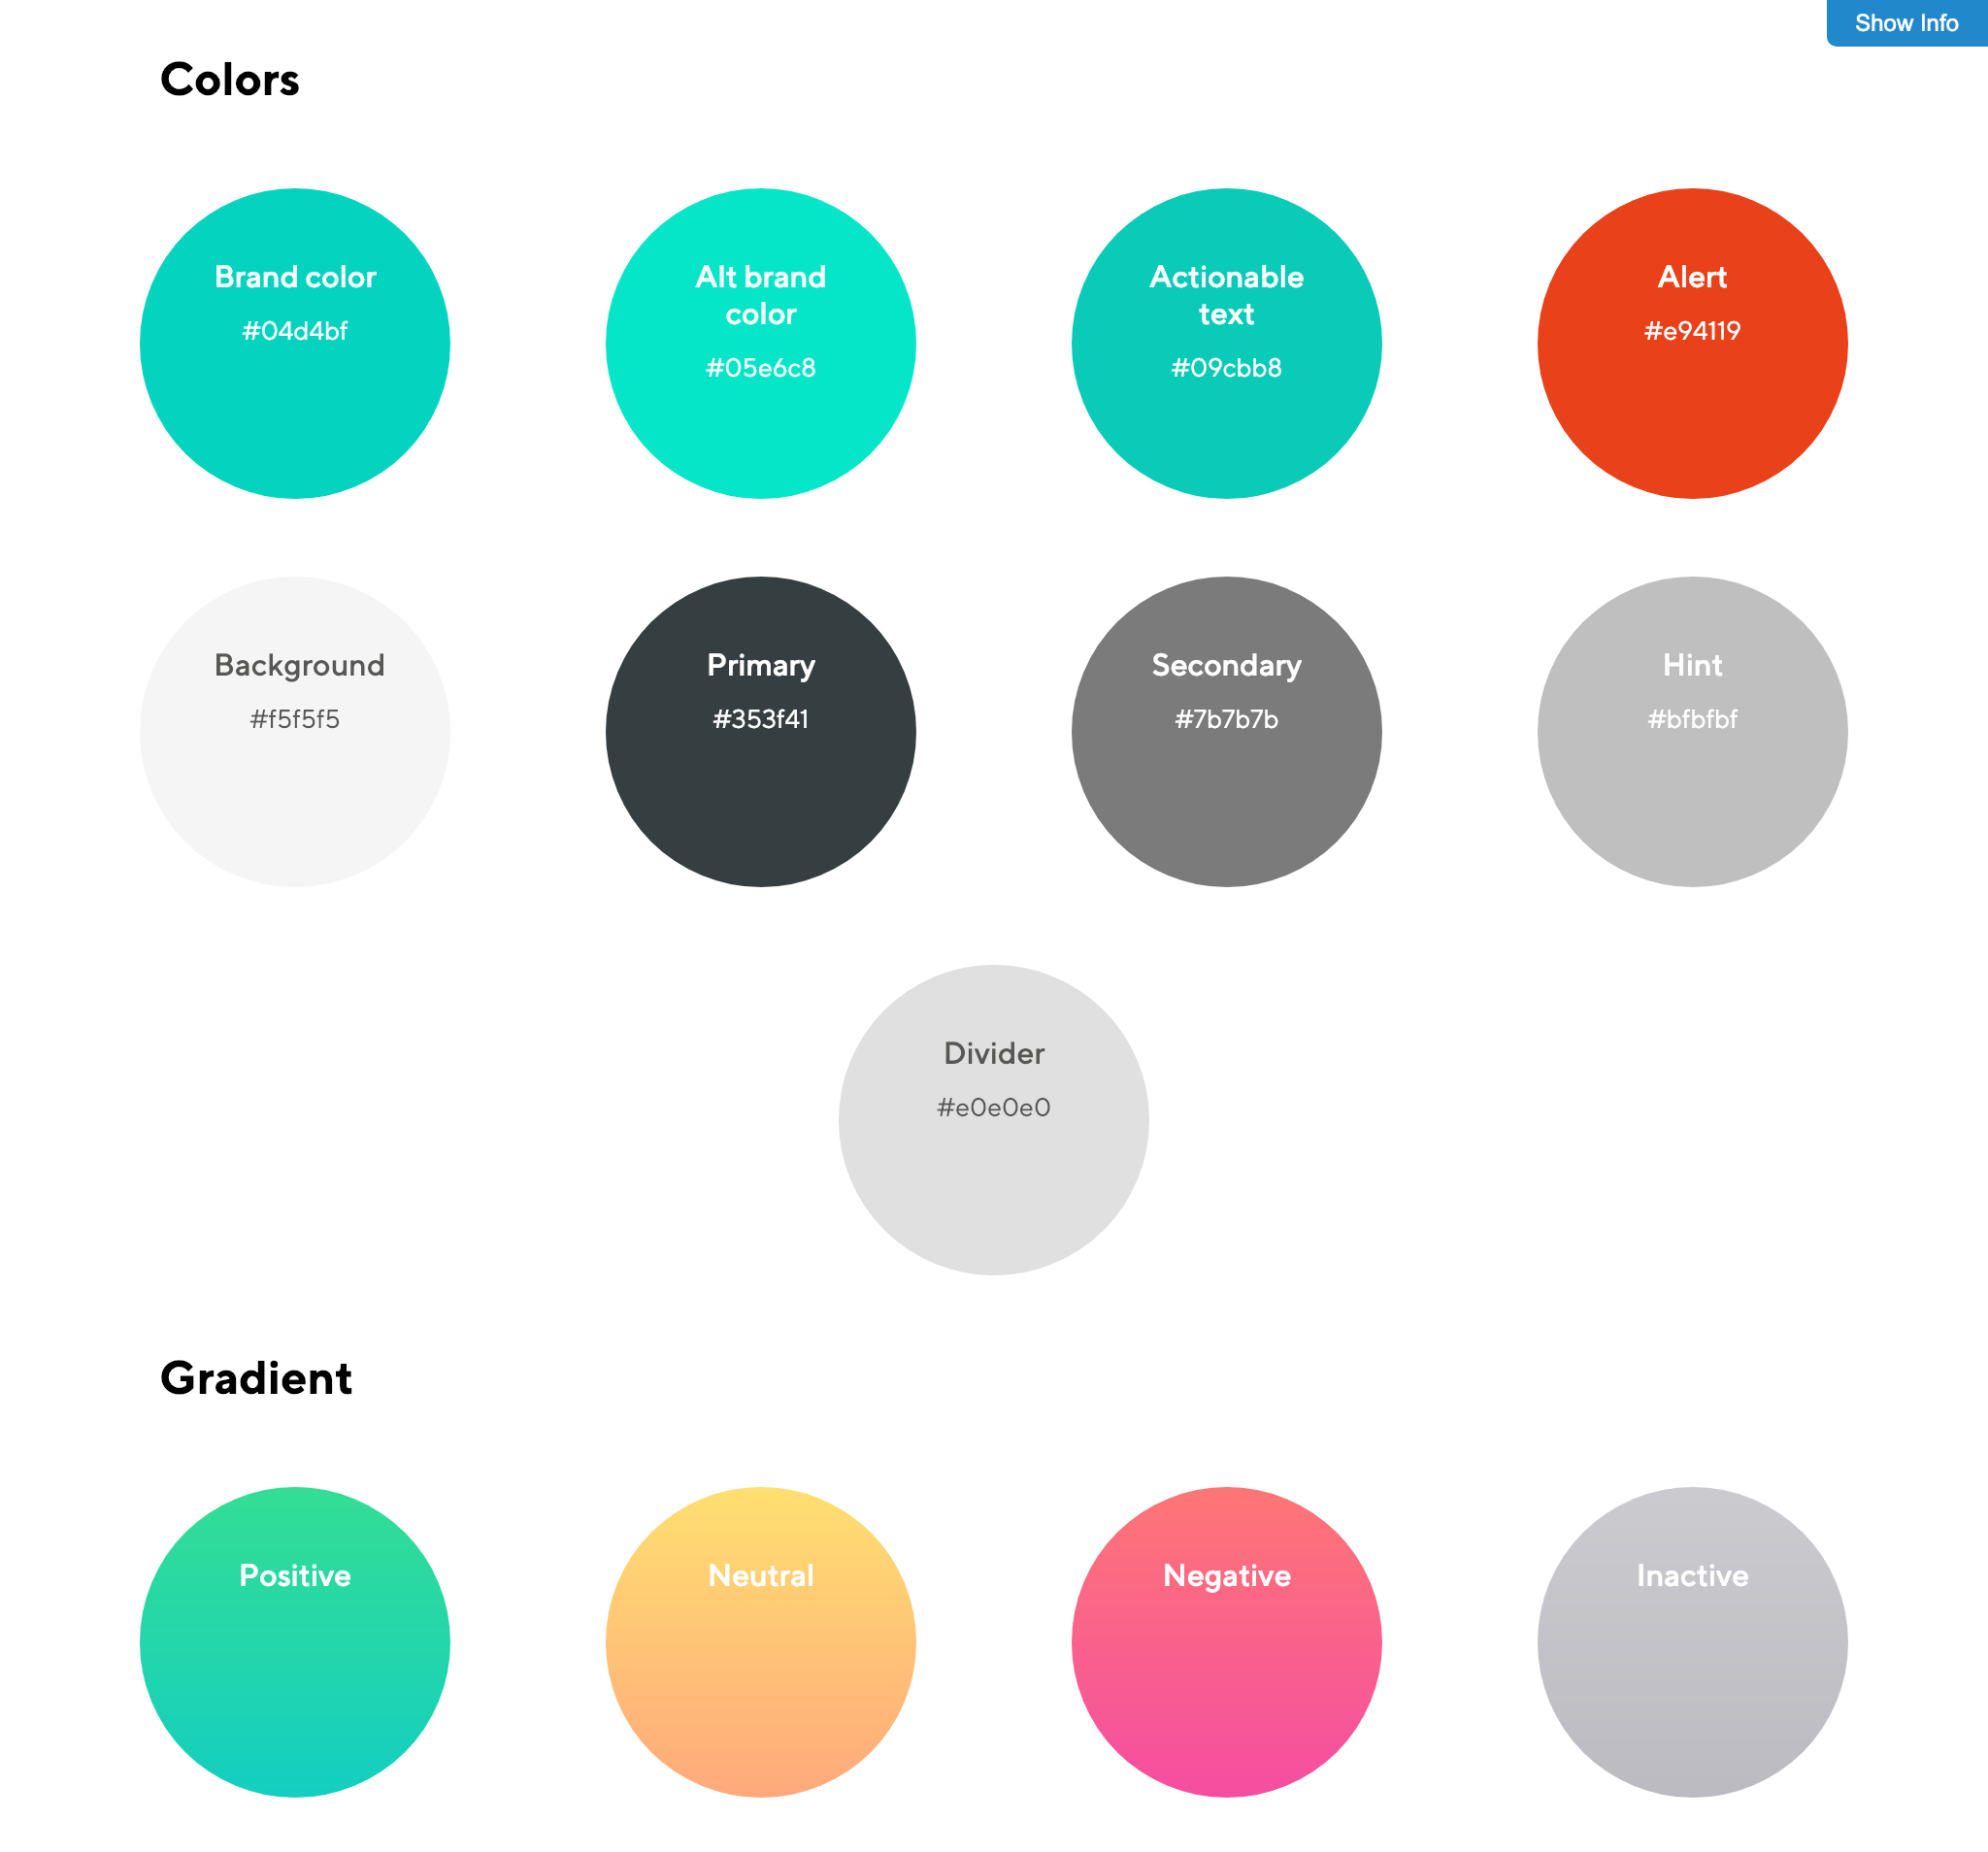 Show Info
Colors
Brand color
#04d4bf
Alt brand
color
#05e6c8
Actionable
text
#09cbb8
Alert
#e94119
Background
#f5f5f5
Primary
#353f41
Secondary
#7b7b7b
Hint
#bfbfbf
Divider
#e0e0e0
Gradient
Positive
Neutral
Negative
Inactive